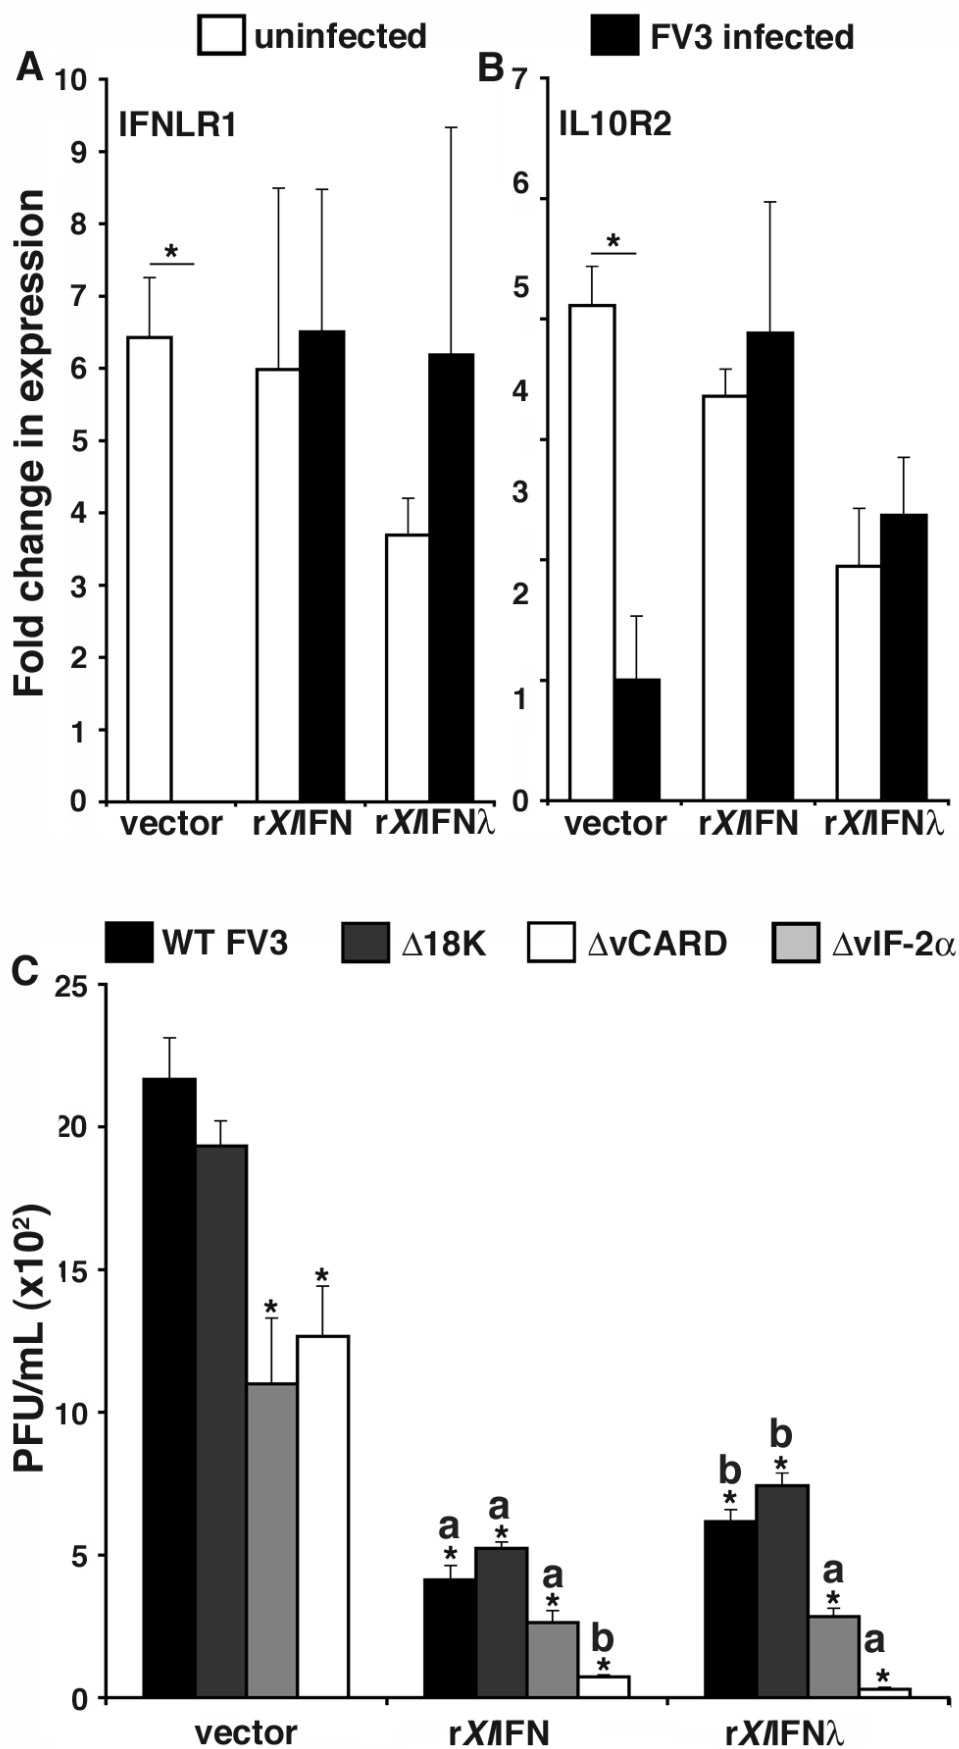 uninfected FV3 infected
A B
IFNLR1 IL10R2
Fold change in expression
10
9
8
7
6
5
4
3
2
1
0
*
vector rXlIFN rXlIFNλ
7
6
5
4
3
2
1
0
*
vector rXlIFN rXlIFNλ
WT FV3 Δ18K ΔvCARD ΔvIF-2α
C
PFU/mL (x10²)
25
20
15
10
5
0
* *
a a a b
* * * *
b b a a
* * * *
vector rXlIFN rXlIFNλ